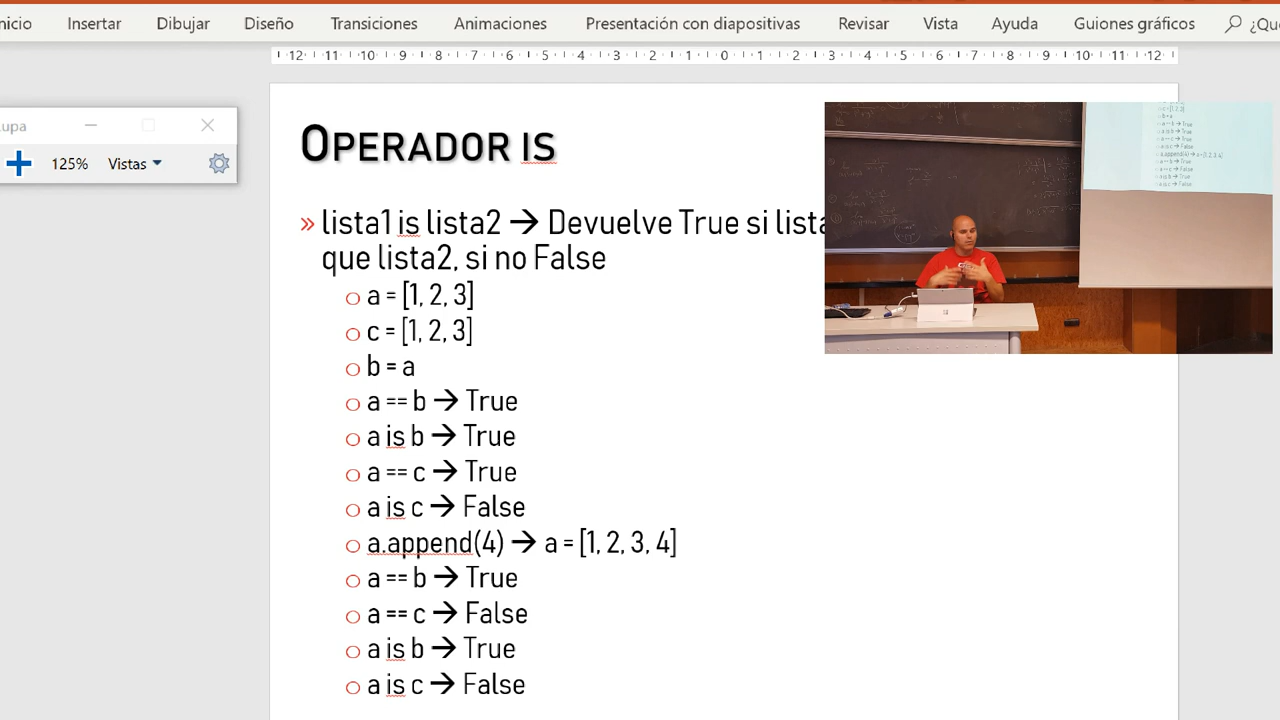 nicio Insertar Dibujar Diseño Transiciones Animaciones Presentación con diapositivas Revisar Vista Ayuda Guiones gráficos ¿Qu
12 11 10 9 8 7 6 5 4 3 2 1 0 1 2 3 4 5 6 7 8 9 10 11 12
upa
125% Vistas
OPERADOR IS
» lista1 is lista2 → Devuelve True si lista
que lista2, si no False
a = [1, 2, 3]
c = [1, 2, 3]
b = a
a == b → True
a is b → True
a == c → True
a is c → False
a.append(4) → a = [1, 2, 3, 4]
a == b → True
a == c → False
a is b → True
a is c → False